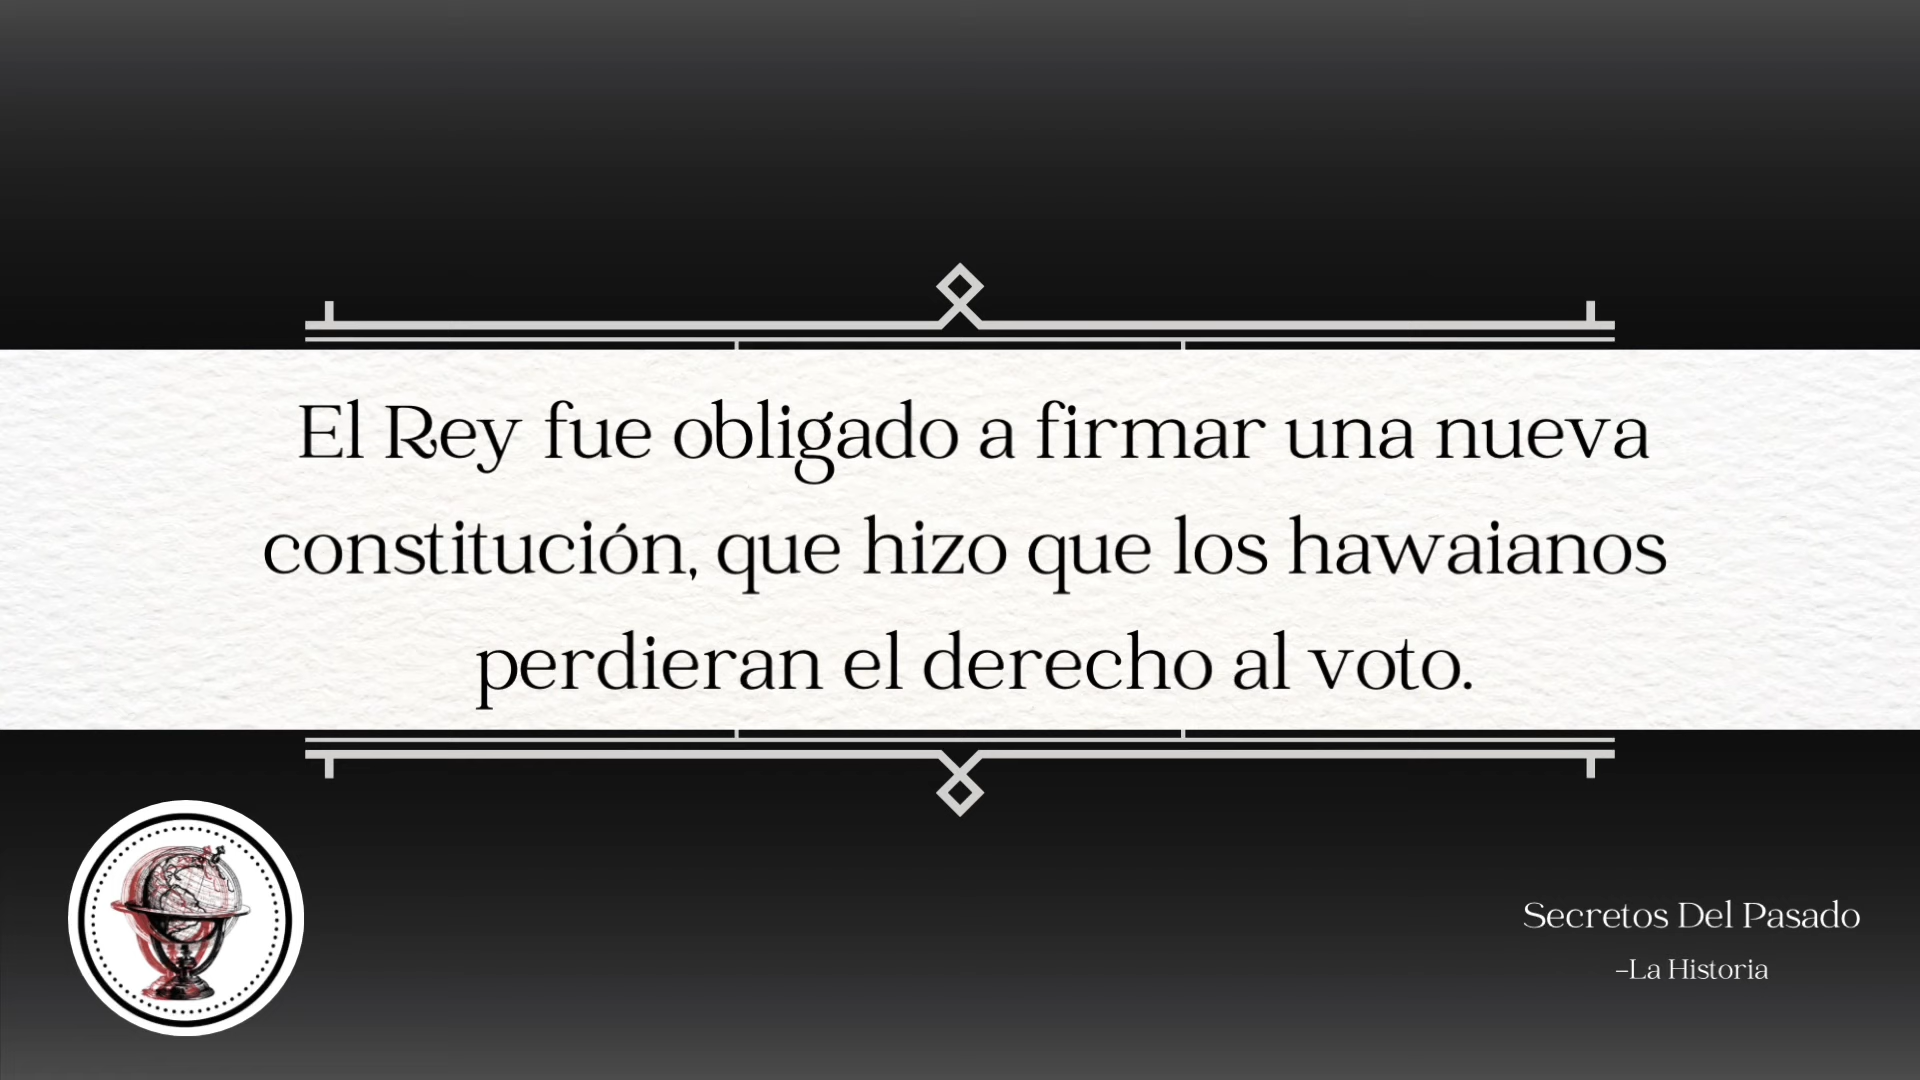 El Rey fue obligado a firmar una nueva
constitución, que hizo que los hawaianos
perdieran el derecho al voto.
Secretos Del Pasado
-La Historia